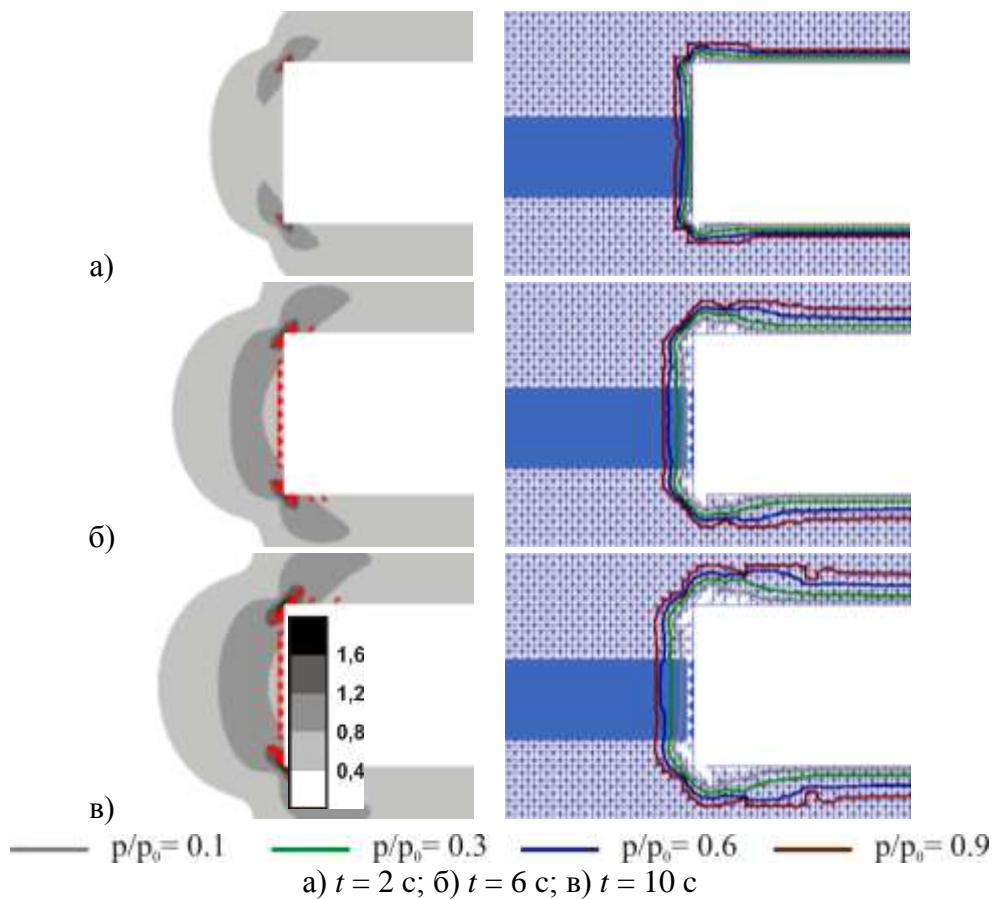 а)
б)
1,6
1,2
0,8
0,4
в)
p/p₀= 0.1 p/p₀= 0.3 p/p₀= 0.6 p/p₀= 0.9
а) t = 2 с; б) t = 6 с; в) t = 10 с